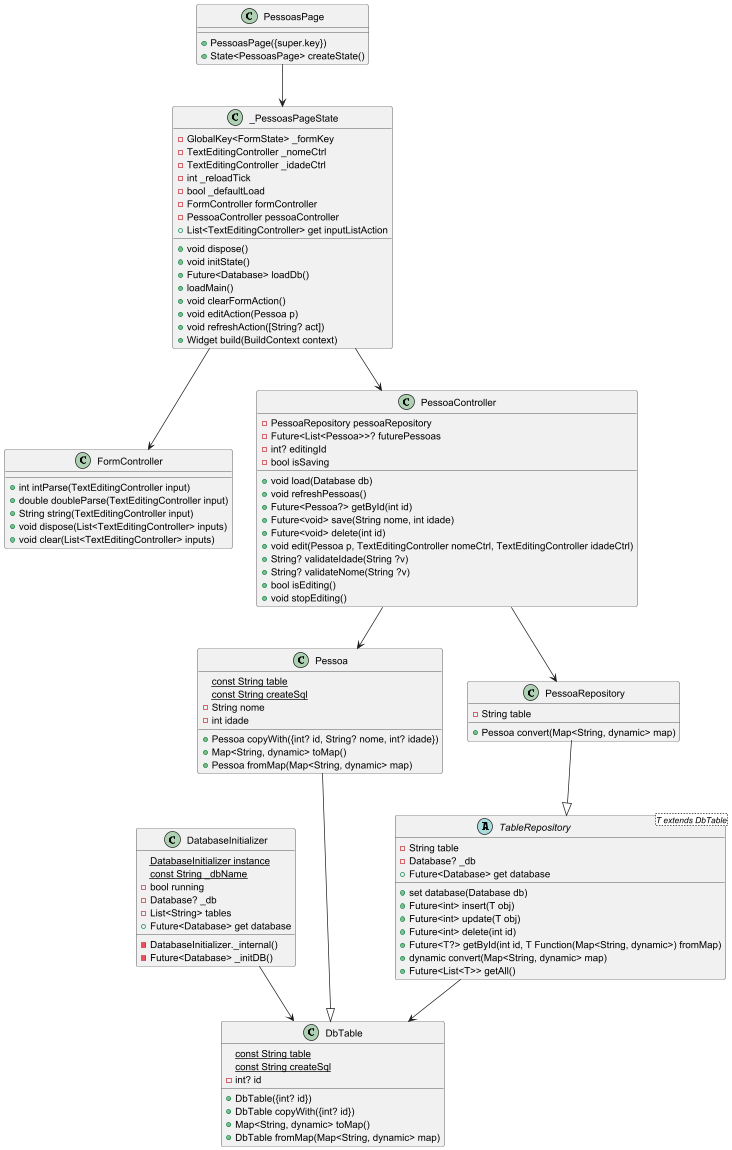 C PessoasPage
PessoasPage({super.key})
State<PessoasPage> createState()
C _PessoasPageState
GlobalKey<FormState> _formKey
TextEditingController _nomeCtrl
TextEditingController _idadeCtrl
int _reloadTick
bool _defaultLoad
FormController formController
PessoaController pessoaController
List<TextEditingController> get inputListAction
void dispose()
void initState()
Future<Database> loadDb()
loadMain()
void clearFormAction()
void editAction(Pessoa p)
void refreshAction([String? act])
Widget build(BuildContext context)
C FormController
int intParse(TextEditingController input)
double doubleParse(TextEditingController input)
String string(TextEditingController input)
void dispose(List<TextEditingController> inputs)
void clear(List<TextEditingController> inputs)
C PessoaController
PessoaRepository pessoaRepository
Future<List<Pessoa>>? futurePessoas
int? editingId
bool isSaving
void load(Database db)
void refreshPessoas()
Future<Pessoa?> getById(int id)
Future<void> save(String nome, int idade)
Future<void> delete(int id)
void edit(Pessoa p, TextEditingController nomeCtrl, TextEditingController idadeCtrl)
String? validateIdade(String ?v)
String? validateNome(String ?v)
bool isEditing()
void stopEditing()
C Pessoa
const String table
const String createSql
String nome
int idade
Pessoa copyWith({int? id, String? nome, int? idade})
Map<String, dynamic> toMap()
Pessoa fromMap(Map<String, dynamic> map)
C PessoaRepository
String table
Pessoa convert(Map<String, dynamic> map)
C DatabaseInitializer
DatabaseInitializer instance
const String _dbName
bool running
Database? _db
List<String> tables
Future<Database> get database
DatabaseInitializer._internal()
Future<Database> _initDB()
A TableRepository
T extends DbTable
String table
Database? _db
Future<Database> get database
set database(Database db)
Future<int> insert(T obj)
Future<int> update(T obj)
Future<int> delete(int id)
Future<T?> getById(int id, T Function(Map<String, dynamic>) fromMap)
dynamic convert(Map<String, dynamic> map)
Future<List<T>> getAll()
C DbTable
const String table
const String createSql
int? id
DbTable({int? id})
DbTable copyWith({int? id})
Map<String, dynamic> toMap()
DbTable fromMap(Map<String, dynamic> map)